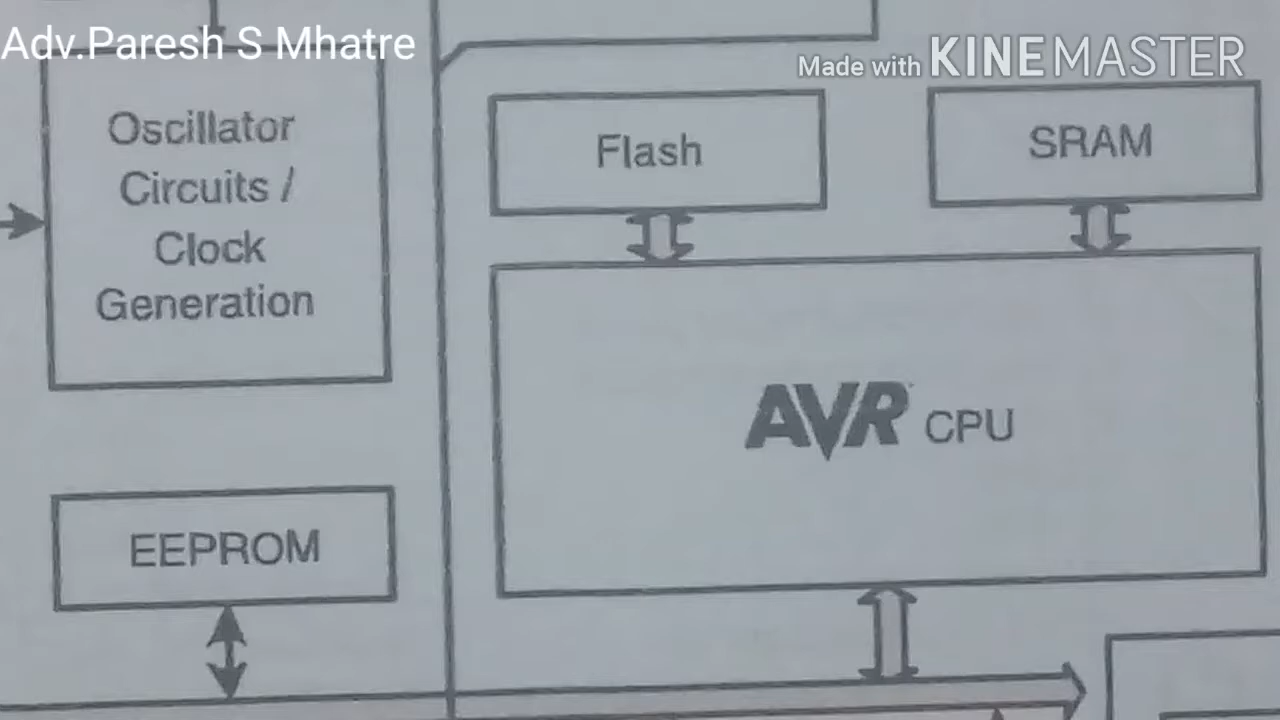 Adv.Paresh S Mhatre
Made with KINEMASTER
Oscillator
Circuits /
Clock
Generation
Flash
SRAM
AVR CPU
EEPROM